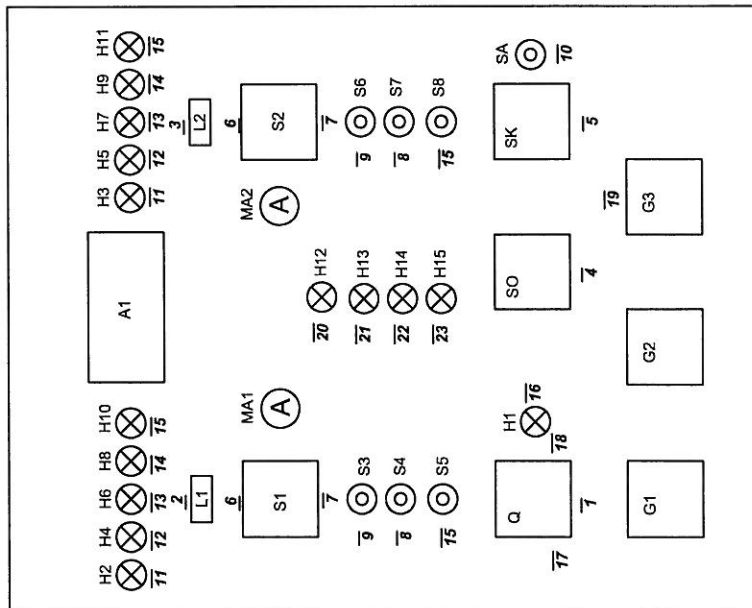 H2 H4 H6 H8 H10 H3 H5 H7 H9 H11
A1
11 12 13 14 15 11 12 13 14 15
2 3
L1 L2
MA1 MA2
6 6
S1 A A S2
7 7
20 H12
9 S3 21 H13 9 S6
8 S4 22 H14 8 S7
15 S5 23 H15 15 S8
H1 SA
Q 16 SO SK
18 10
17 1 4 5
19
G1 G2 G3